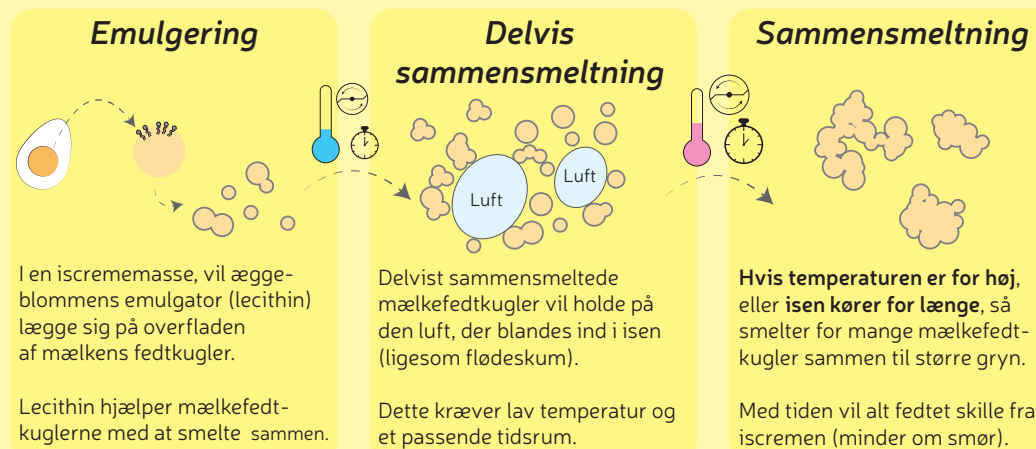 Emulgering
I en iscrememasse, vil ægge-
blommens emulgator (lecithin)
lægge sig på overfladen
af mælkens fedtkugler.
Lecithin hjælper mælkefedt-
kuglerne med at smelte sammen.
Delvis
sammensmeltning
Luft
Luft
Delvist sammensmeltede
mælkefedtkugler vil holde på
den luft, der blandes ind i isen
(ligesom flødeskum).
Dette kræver lav temperatur og
et passende tidsrum.
Sammensmeltning
Hvis temperaturen er for høj,
eller isen kører for længe, så
smelter for mange mælkefedt-
kugler sammen til større gryn.
Med tiden vil alt fedtet skille fra
iscremen (minder om smør).